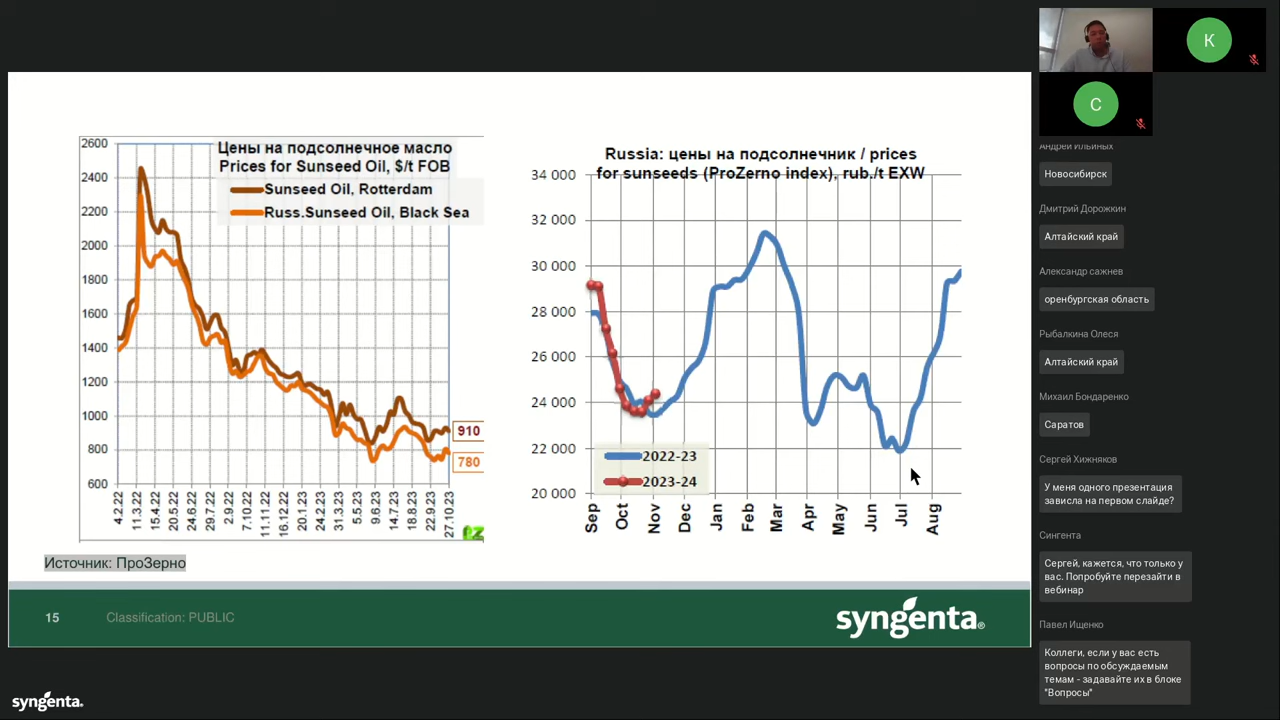 Цены на подсолнечное масло
Prices for Sunseed Oil, $/t FOB
Sunseed Oil, Rotterdam
Russ.Sunseed Oil, Black Sea
2600
2400
2200
2000
1800
1600
1400
1200
1000
800
600
910
780
4.2.22
11.3.22
15.4.22
20.5.22
24.6.22
29.7.22
2.9.22
7.10.22
11.11.22
16.12.22
20.1.23
24.2.23
31.3.23
5.5.23
9.6.23
14.7.23
18.8.23
22.9.23
27.10.23
Russia: цены на подсолнечник / prices
for sunseeds (ProZerno index), rub./t EXW
34 000
32 000
30 000
28 000
26 000
24 000
22 000
20 000
2022-23
2023-24
Sep
Oct
Nov
Dec
Jan
Feb
Mar
Apr
May
Jun
Jul
Aug
Источник: ПроЗерно
15
Classification: PUBLIC
syngenta®
syngenta.
К
С
Андрей Ильиных
Новосибирск
Дмитрий Дорожкин
Алтайский край
Александр сажнев
оренбургская область
Рыбалкина Олеся
Алтайский край
Михаил Бондаренко
Саратов
Сергей Хижняков
У меня одного презентация
зависла на первом слайде?
Сингента
Сергей, кажется, что только у
вас. Попробуйте перезайти в
вебинар
Павел Ищенко
Коллеги, если у вас есть
вопросы по обсуждаемым
темам - задавайте их в блоке
"Вопросы"